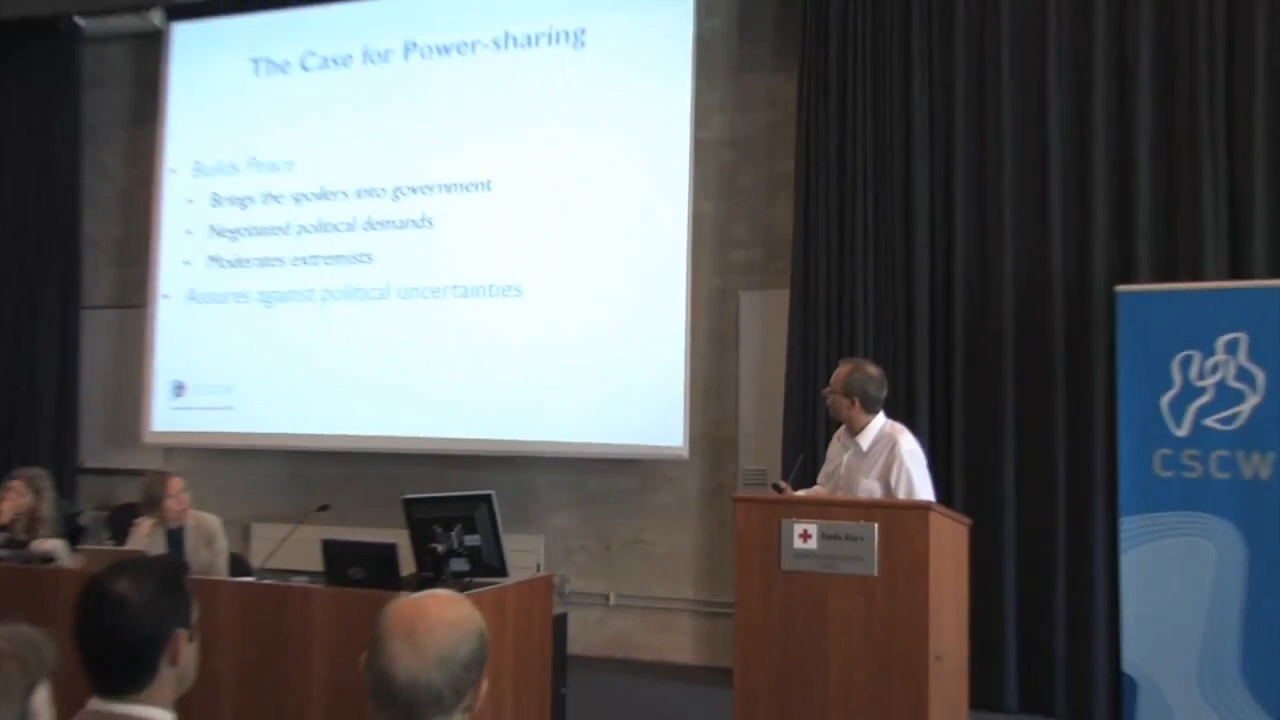 The Case for Power-sharing
Builds Peace
Brings the spoilers into government
Negotiated political demands
Moderates extremists
Assures against political uncertainties
CSCW